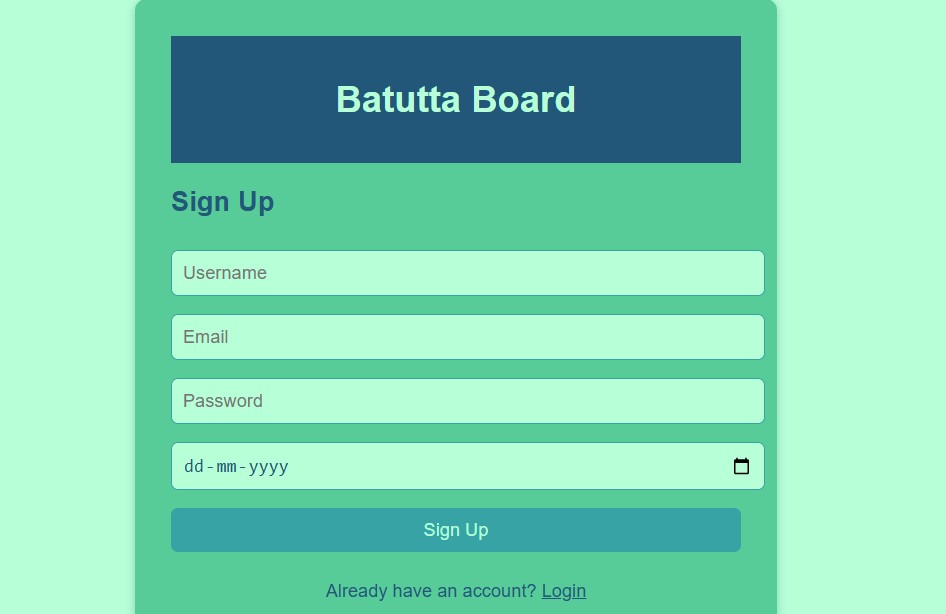 Batutta Board
Sign Up
Username
Email
Password
dd-mm-yyyy
Sign Up
Already have an account? Login